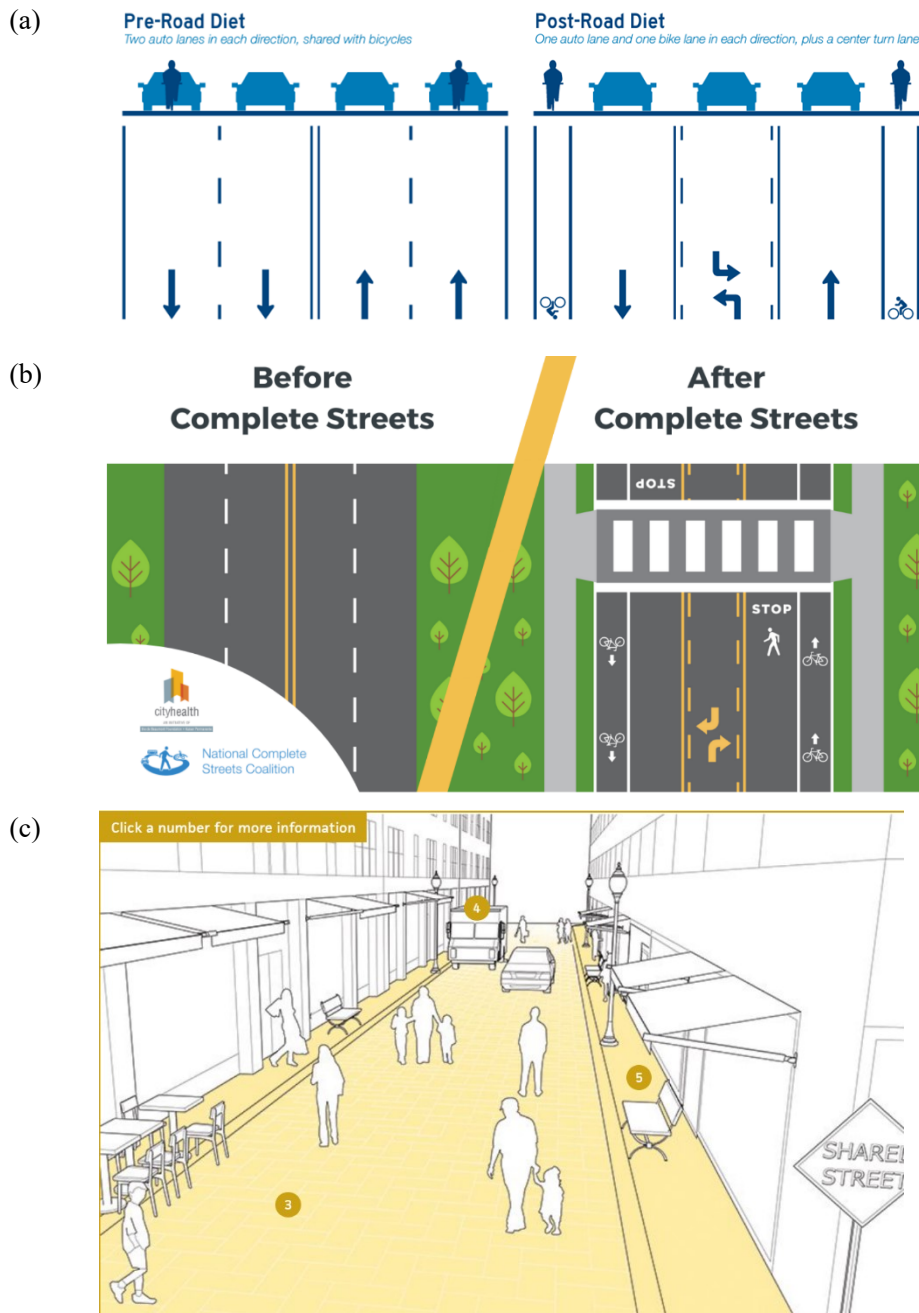 (a)
Pre-Road Diet
Two auto lanes in each direction, shared with bicycles
Post-Road Diet
One auto lane and one bike lane in each direction, plus a center turn lane
(b)
Before
Complete Streets
After
Complete Streets
STOP
STOP
cityhealth
National Complete
Streets Coalition
(c)
Click a number for more information
4
5
3
SHARED
STREET